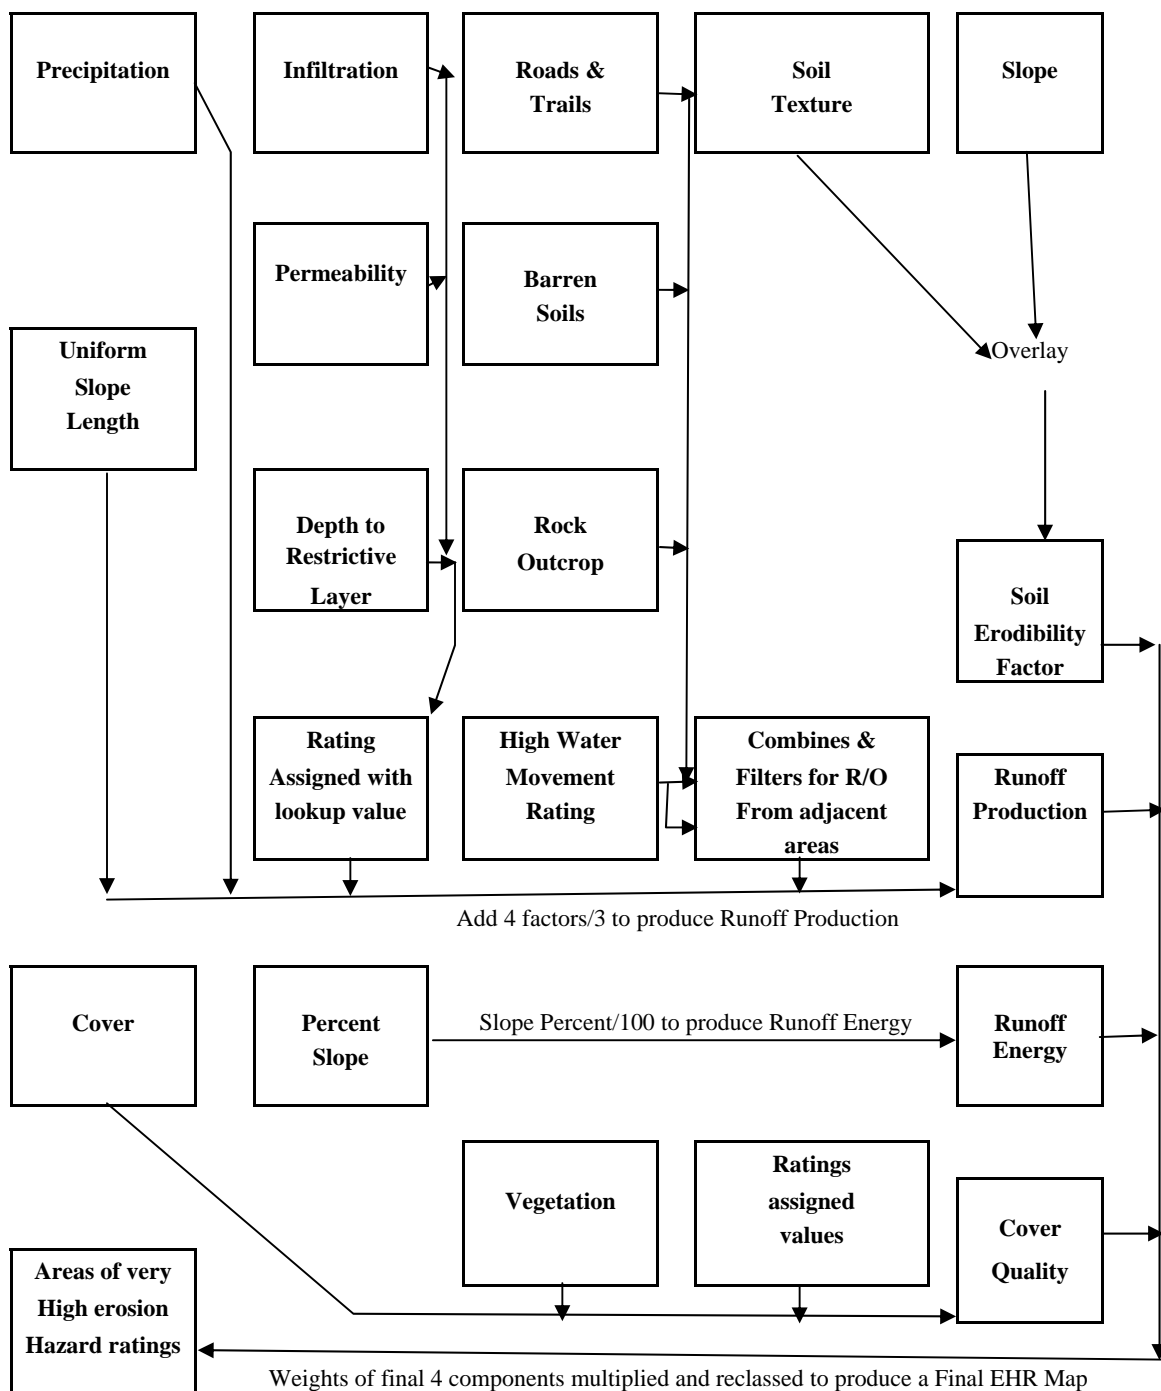 Precipitation
Infiltration
Roads &
Trails
Soil
Texture
Slope
Permeability
Barren
Soils
Uniform
Slope
Length
Overlay
Depth to
Restrictive
Layer
Rock
Outcrop
Soil
Erodibility
Factor
Rating
Assigned with
lookup value
High Water
Movement
Rating
Combines &
Filters for R/O
From adjacent
areas
Runoff
Production
Add 4 factors/3 to produce Runoff Production
Cover
Percent
Slope
Slope Percent/100 to produce Runoff Energy
Runoff
Energy
Vegetation
Ratings
assigned
values
Cover
Quality
Areas of very
High erosion
Hazard ratings
Weights of final 4 components multiplied and reclassed to produce a Final EHR Map